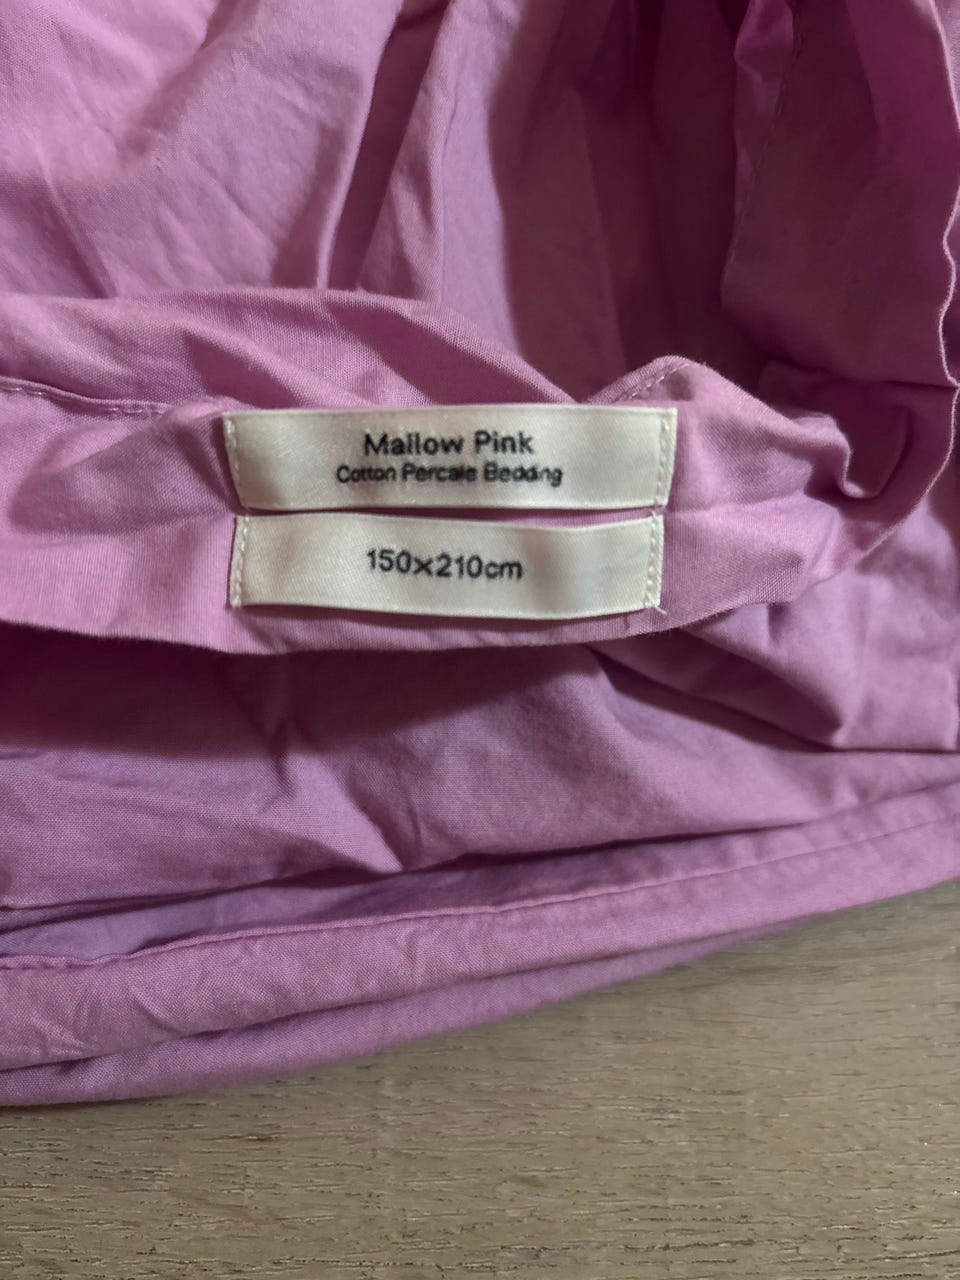 Mallow Pink
Cotton Percale Bedding
150x210cm